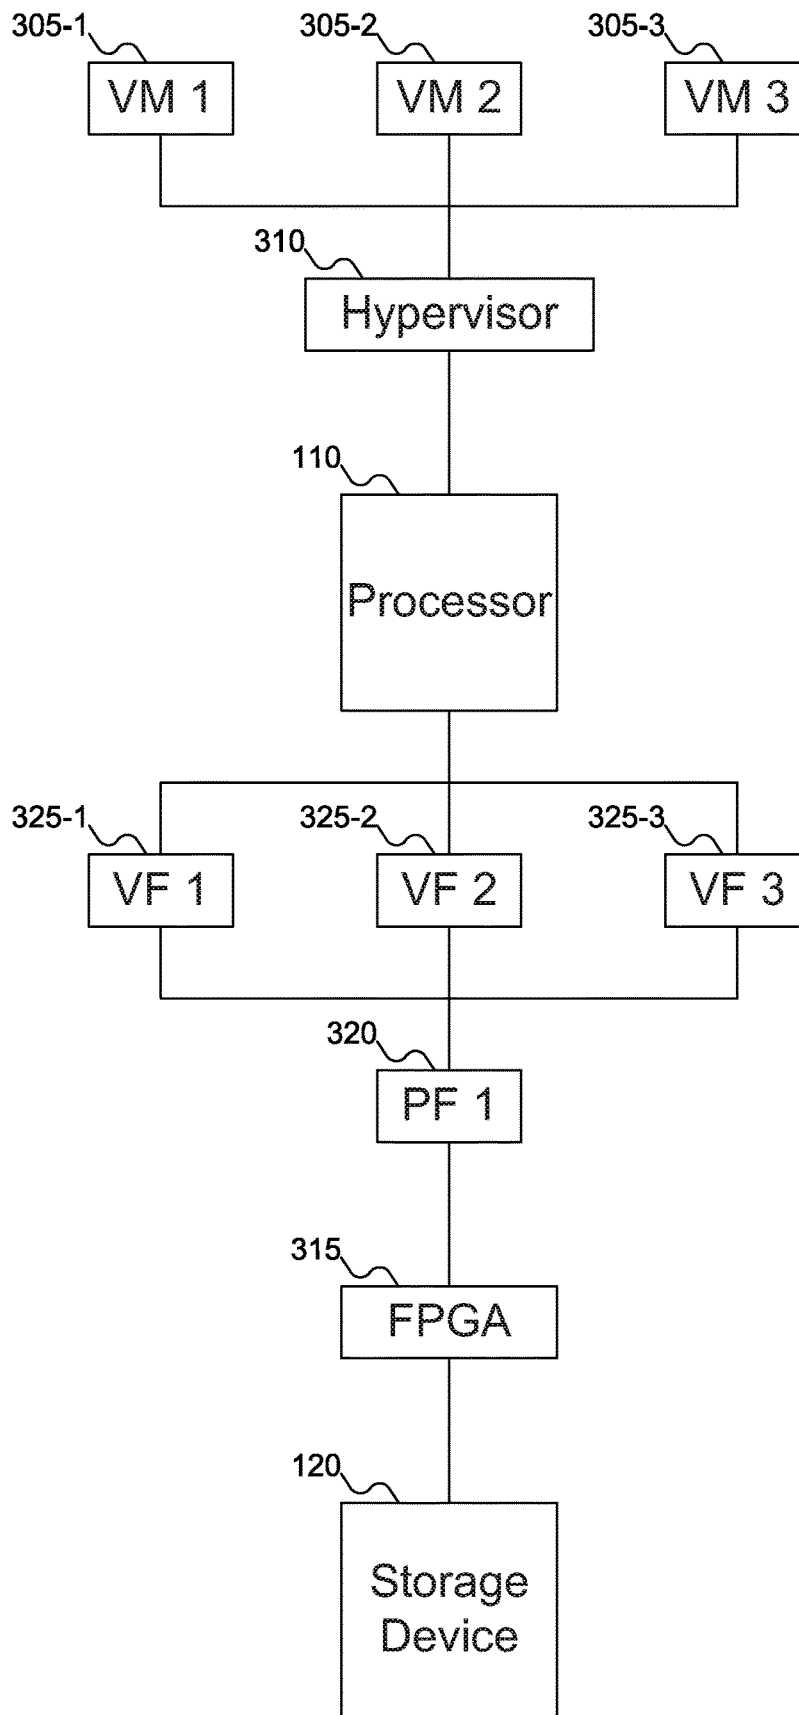 305-1 305-2 305-3
VM 1 VM 2 VM 3
310
Hypervisor
110
Processor
325-1 325-2 325-3
VF 1 VF 2 VF 3
320
PF 1
315
FPGA
120
Storage
Device